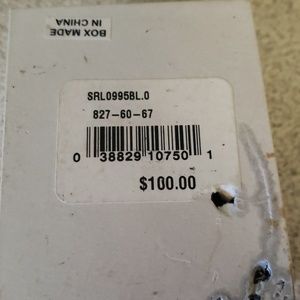 BOX MADE
IN CHINA
SRL0995BL.0
827-60-67
0 38829 10750 1
$100.00